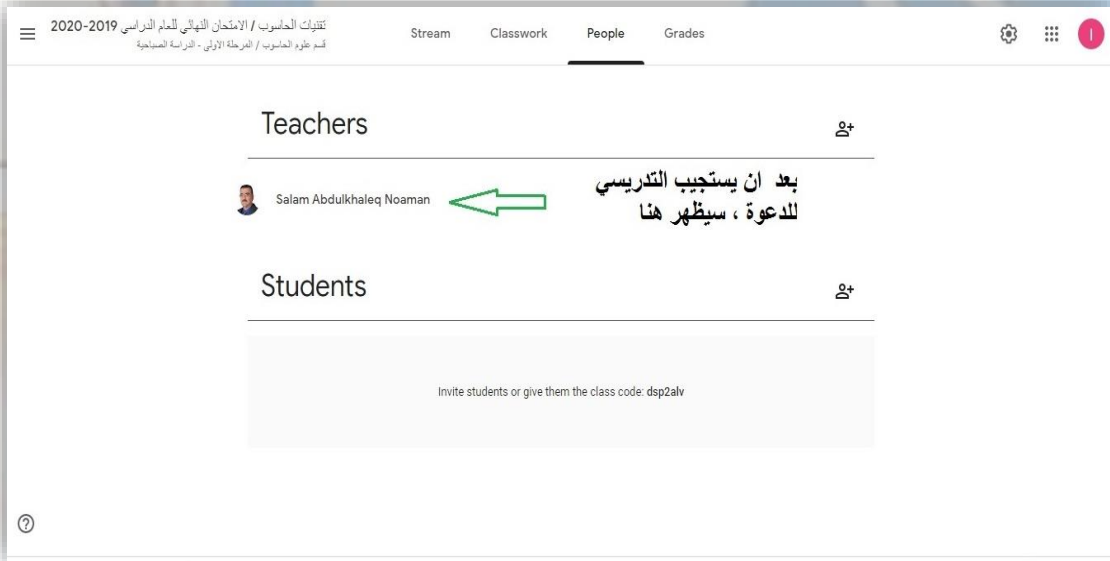 تقنيات الحاسوب / الامتحان النهائي للعام الدراسي 2019-2020
قسم علوم الحاسوب / المرحلة الاولى - الدراسة الصباحية
Stream
Classwork
People
Grades
I
Teachers
Salam Abdulkhaleq Noaman
بعد ان يستجيب التدريسي
للدعوة ، سيظهر هنا
Students
Invite students or give them the class code: dsp2alv